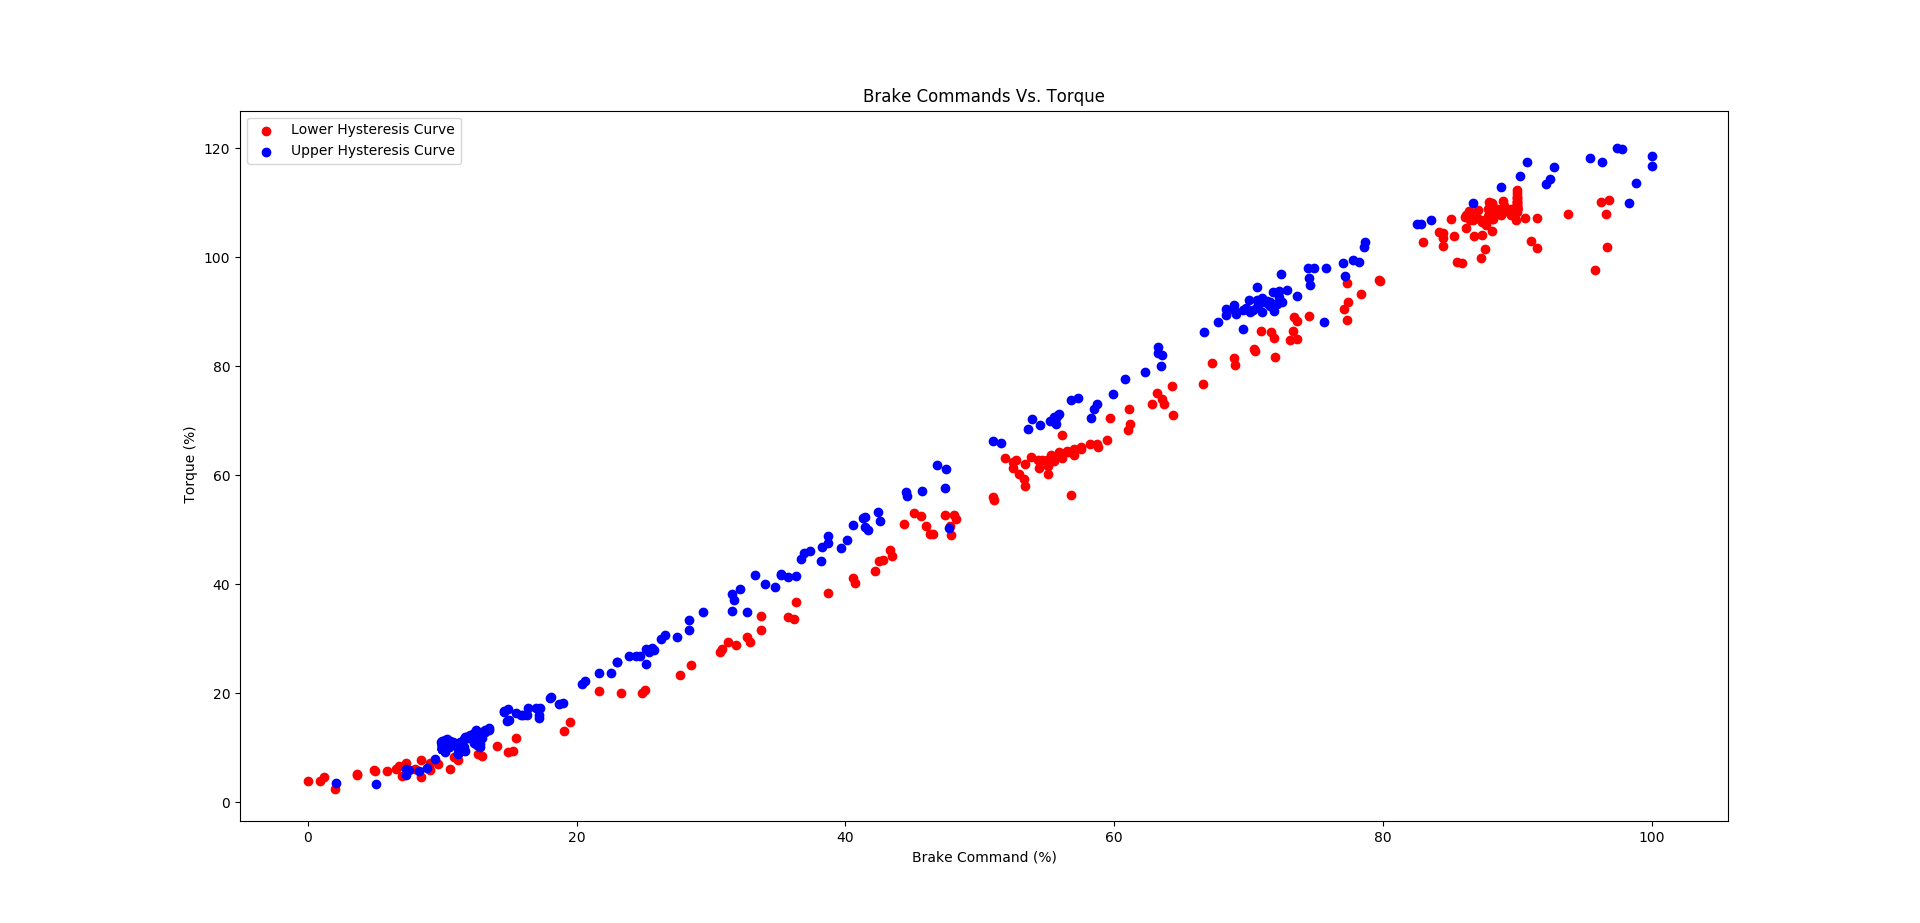 Brake Commands Vs. Torque
Lower Hysteresis Curve
Upper Hysteresis Curve
120
100
80
60
40
20
0
Torque (%)
0 20 40 60 80 100
Brake Command (%)